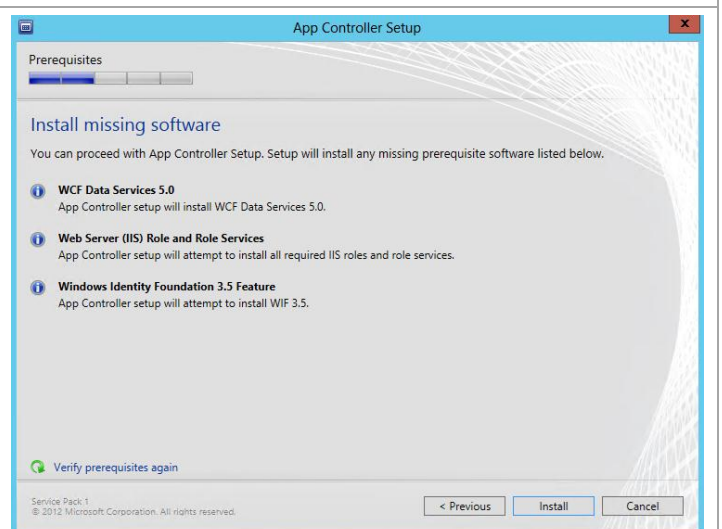 App Controller Setup
x
Prerequisites
Install missing software
You can proceed with App Controller Setup. Setup will install any missing prerequisite software listed below.
WCF Data Services 5.0
App Controller setup will install WCF Data Services 5.0.
Web Server (IIS) Role and Role Services
App Controller setup will attempt to install all required IIS roles and role services.
Windows Identity Foundation 3.5 Feature
App Controller setup will attempt to install WIF 3.5.
Verify prerequisites again
Service Pack 1
© 2012 Microsoft Corporation. All rights reserved.
< Previous
Install
Cancel